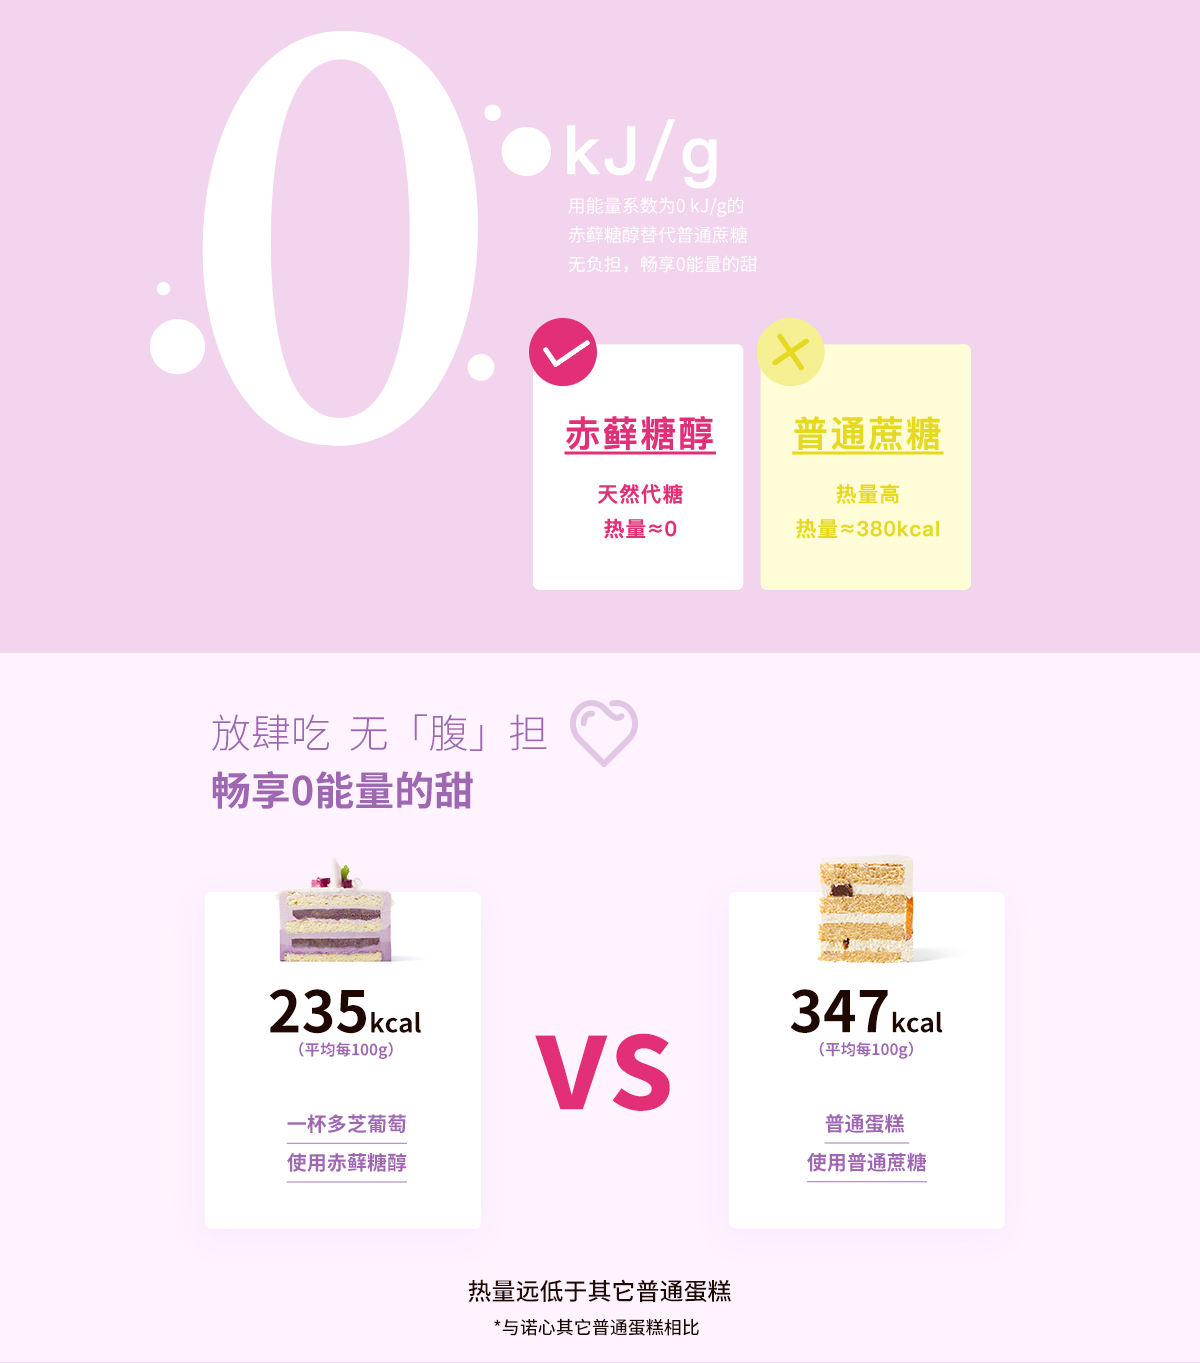 0
kJ/g
用能量系数为0 kJ/g的
赤藓糖醇替代普通蔗糖
无负担，畅享0能量的甜
赤藓糖醇
天然代糖
热量≈0
普通蔗糖
热量高
热量≈380kcal
放肆吃 无「腹」担
畅享0能量的甜
235kcal
（平均每100g）
一杯多芝葡萄
使用赤藓糖醇
VS
347kcal
（平均每100g）
普通蛋糕
使用普通蔗糖
热量远低于其它普通蛋糕
*与诺心其它普通蛋糕相比